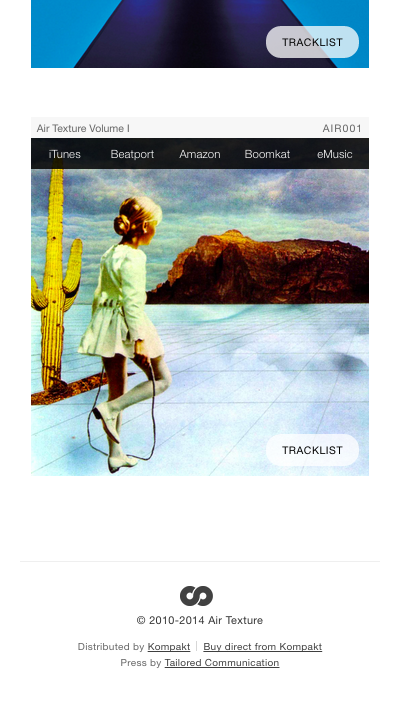 TRACKLIST
Air Texture Volume I AIR001
iTunes Beatport Amazon Boomkat eMusic
TRACKLIST
© 2010-2014 Air Texture
Distributed by Kompakt | Buy direct from Kompakt
Press by Tailored Communication